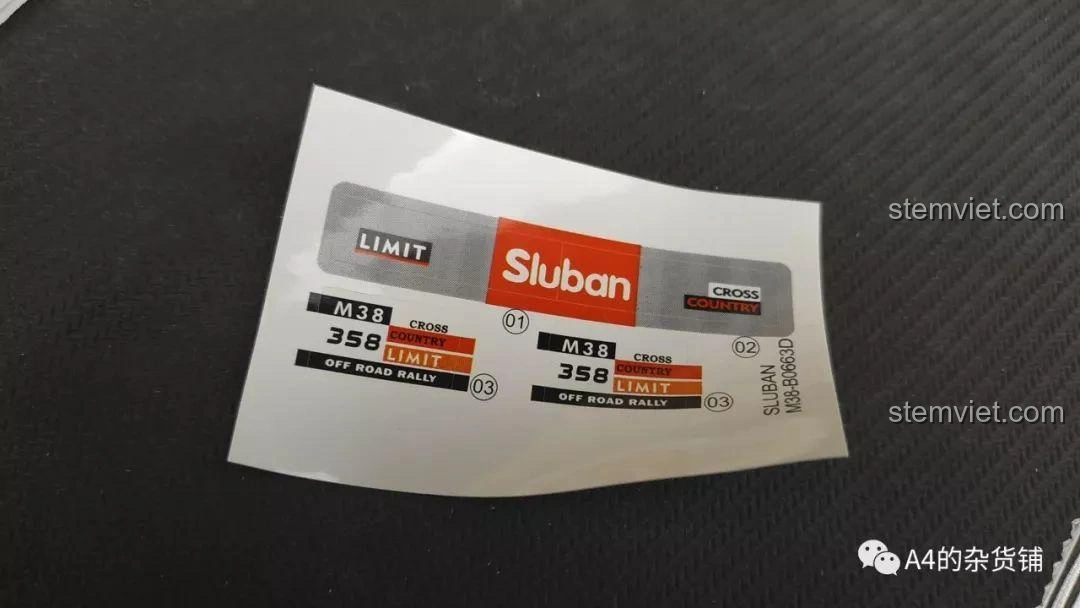 stemviet.com
LIMIT
Sluban
CROSS
COUNTRY
01
02
M38
358
CROSS
COUNTRY
LIMIT
OFF ROAD RALLY
03
M38
358
CROSS
COUNTRY
LIMIT
OFF ROAD RALLY
03
SLUBAN
M38-B0663D
stemviet.com
A4的杂货铺